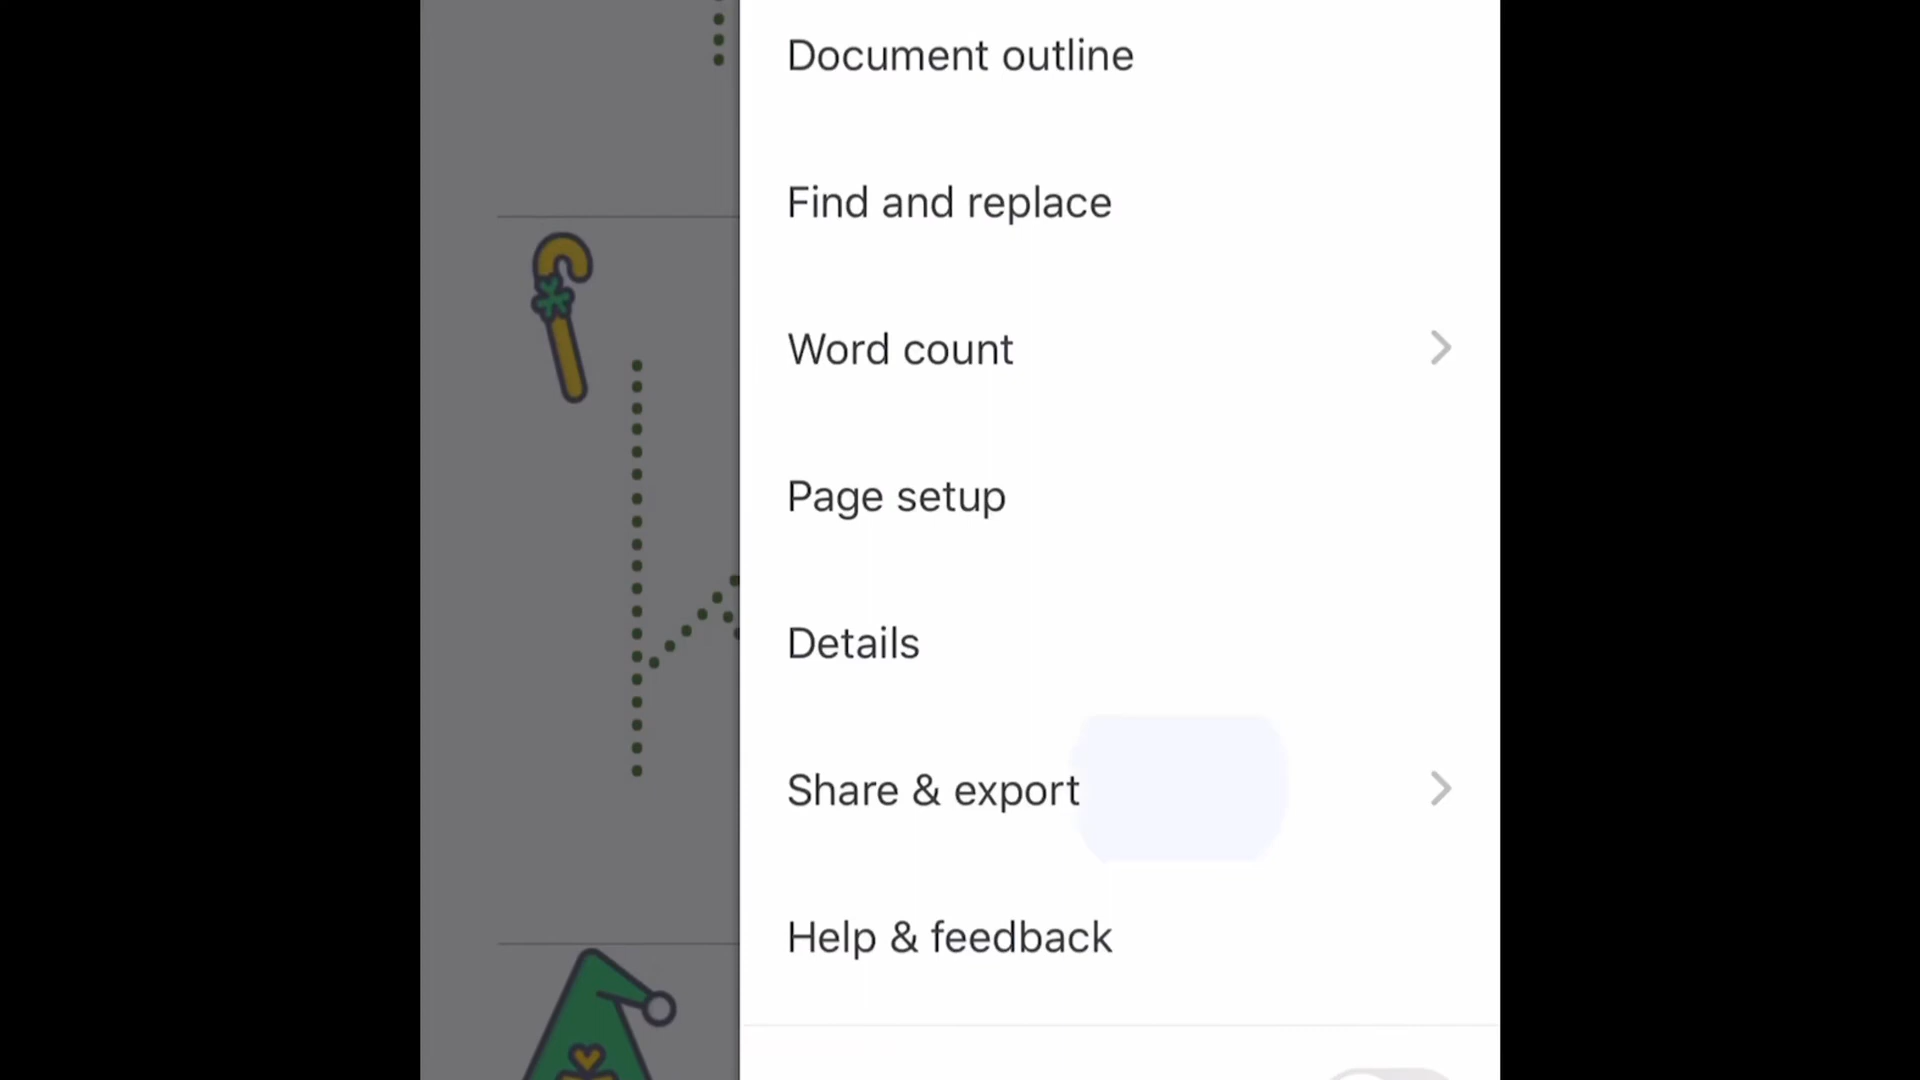 Document outline
Find and replace
Word count
Page setup
Details
Share & export
Help & feedback